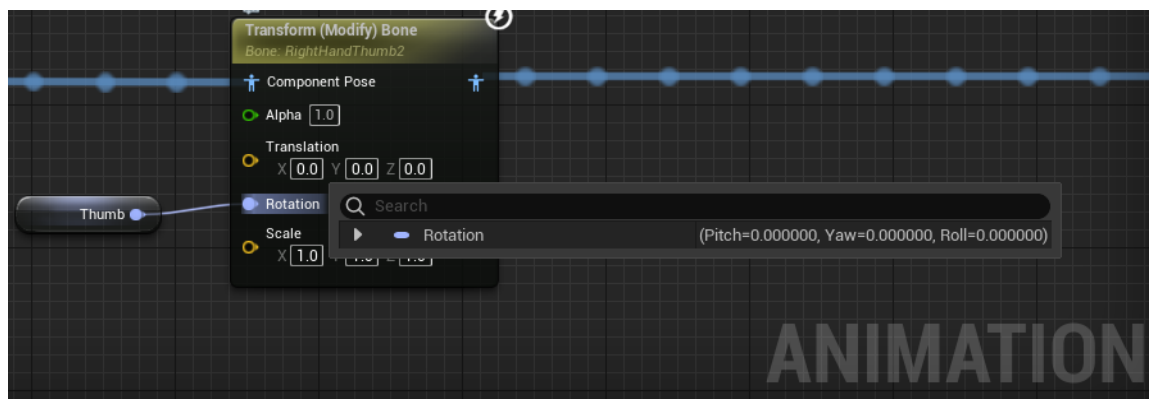 Transform (Modify) Bone
Bone: RightHandThumb2
Component Pose
Alpha 1.0
Translation
X 0.0 Y 0.0 Z 0.0
Thumb
Rotation
Search
Rotation (Pitch=0.000000, Yaw=0.000000, Roll=0.000000)
Scale
X 1.0
ANIMATION